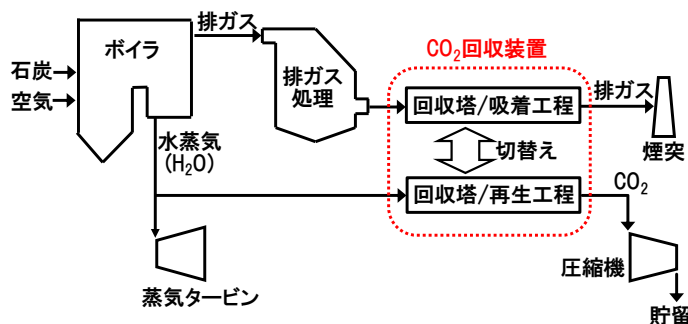 ボイラ
排ガス
石炭
空気
排ガス
処理
CO₂回収装置
回収塔/吸着工程
排ガス
煙突
水蒸気
(H₂O)
切替え
回収塔/再生工程
CO₂
蒸気タービン
圧縮機
貯留